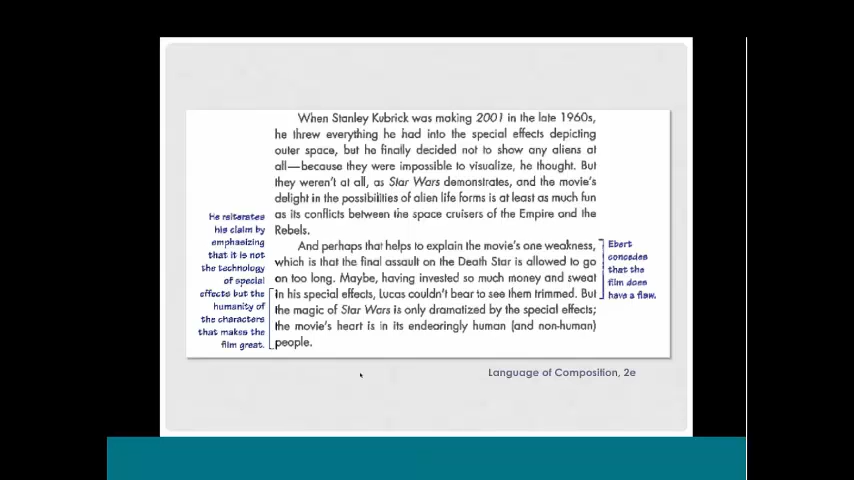 When Stanley Kubrick was making 2001 in the late 1960s,
he threw everything he had into the special effects depicting
outer space, but he finally decided not to show any aliens at
all—because they were impossible to visualize, he thought. But
they weren't at all, as Star Wars demonstrates, and the movie's
delight in the possibilities of alien life forms is at least as much fun
as its conflicts between the space cruisers of the Empire and the
Rebels.
And perhaps that helps to explain the movie's one weakness,
which is that the final assault on the Death Star is allowed to go
on too long. Maybe, having invested so much money and sweat
in his special effects, Lucas couldn't bear to see them trimmed. But
the magic of Star Wars is only dramatized by the special effects;
the movie's heart is in its endearingly human (and non-human)
people.
He reiterates
his claim by
emphasizing
that it is not
the technology
of special
effects but the
humanity of
the characters
that makes the
film great.
Ebert
concedes
that the
film does
have a flaw.
Language of Composition, 2e